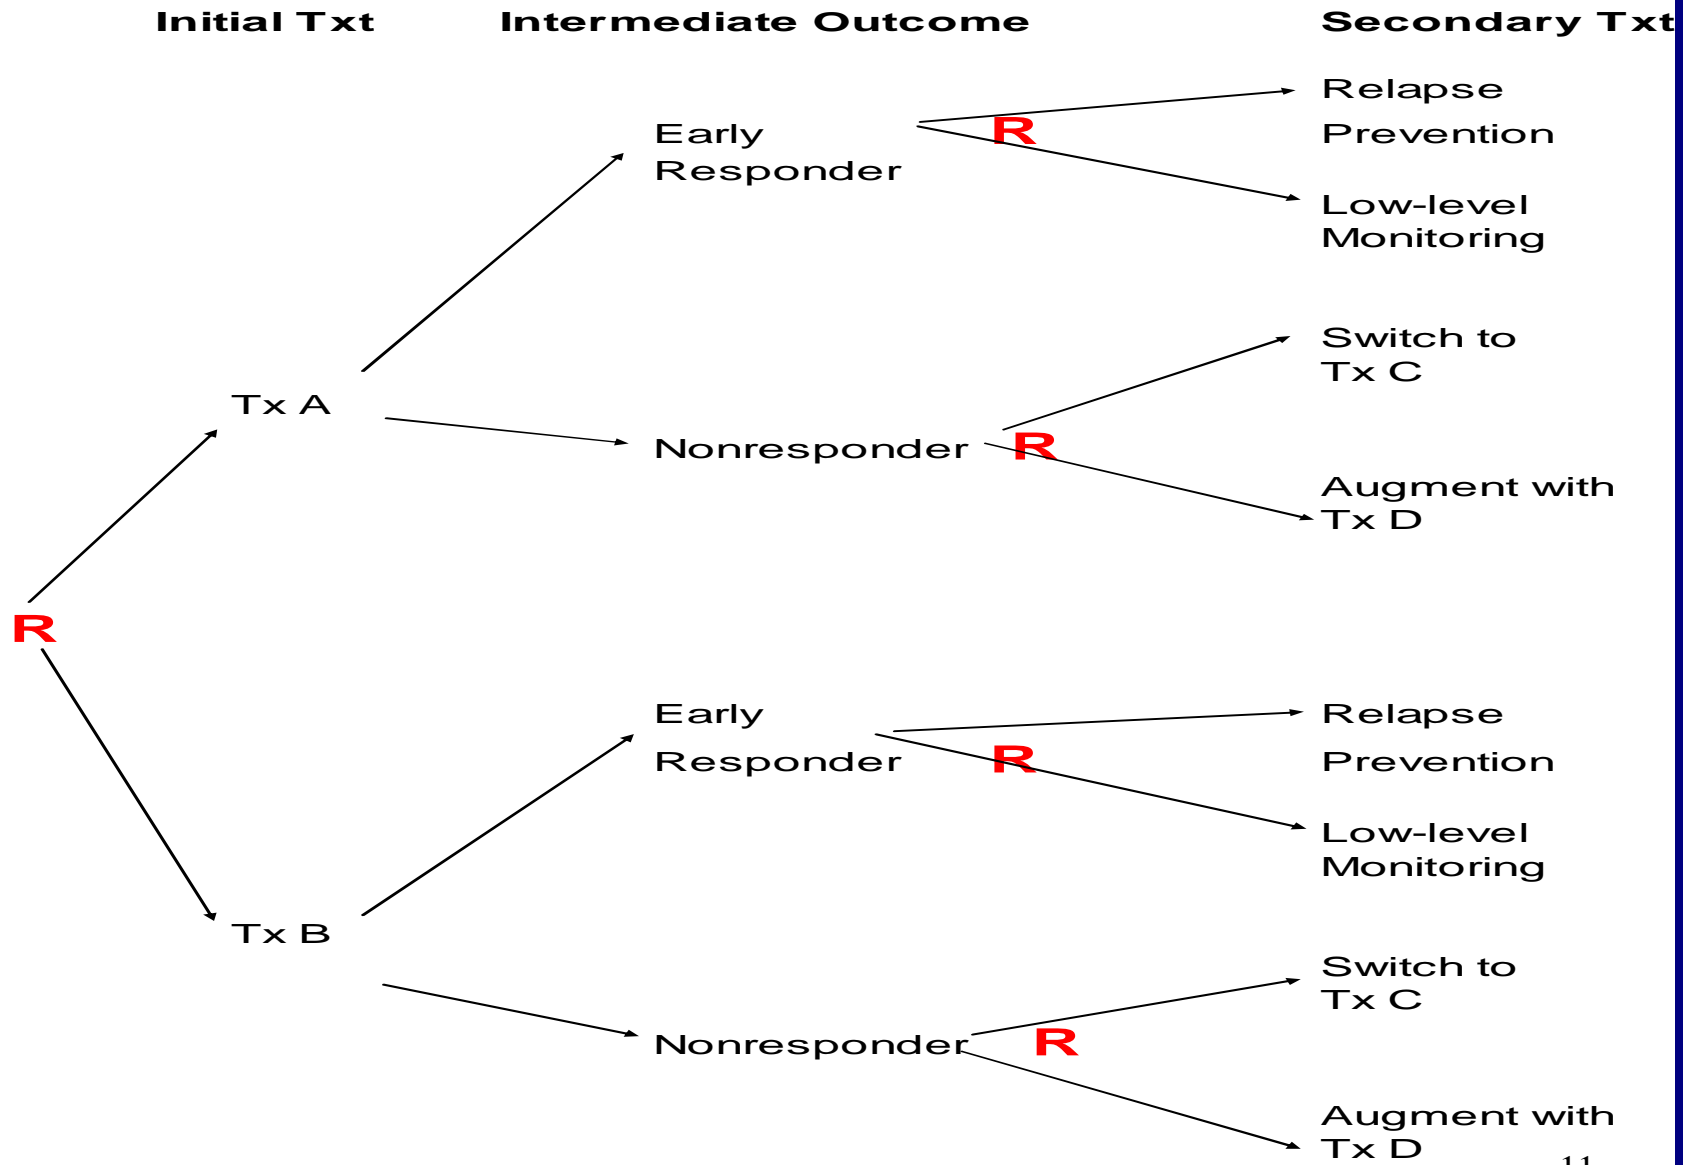 Initial Txt Intermediate Outcome Secondary Txt
Relapse
Early R Prevention
Responder
Low-level
Monitoring
Switch to
Tx C
Tx A
Nonresponder R
Augment with
Tx D
R
Early Relapse
Responder R Prevention
Low-level
Monitoring
Tx B
Switch to
Tx C
Nonresponder R
Augment with
Tx D
11